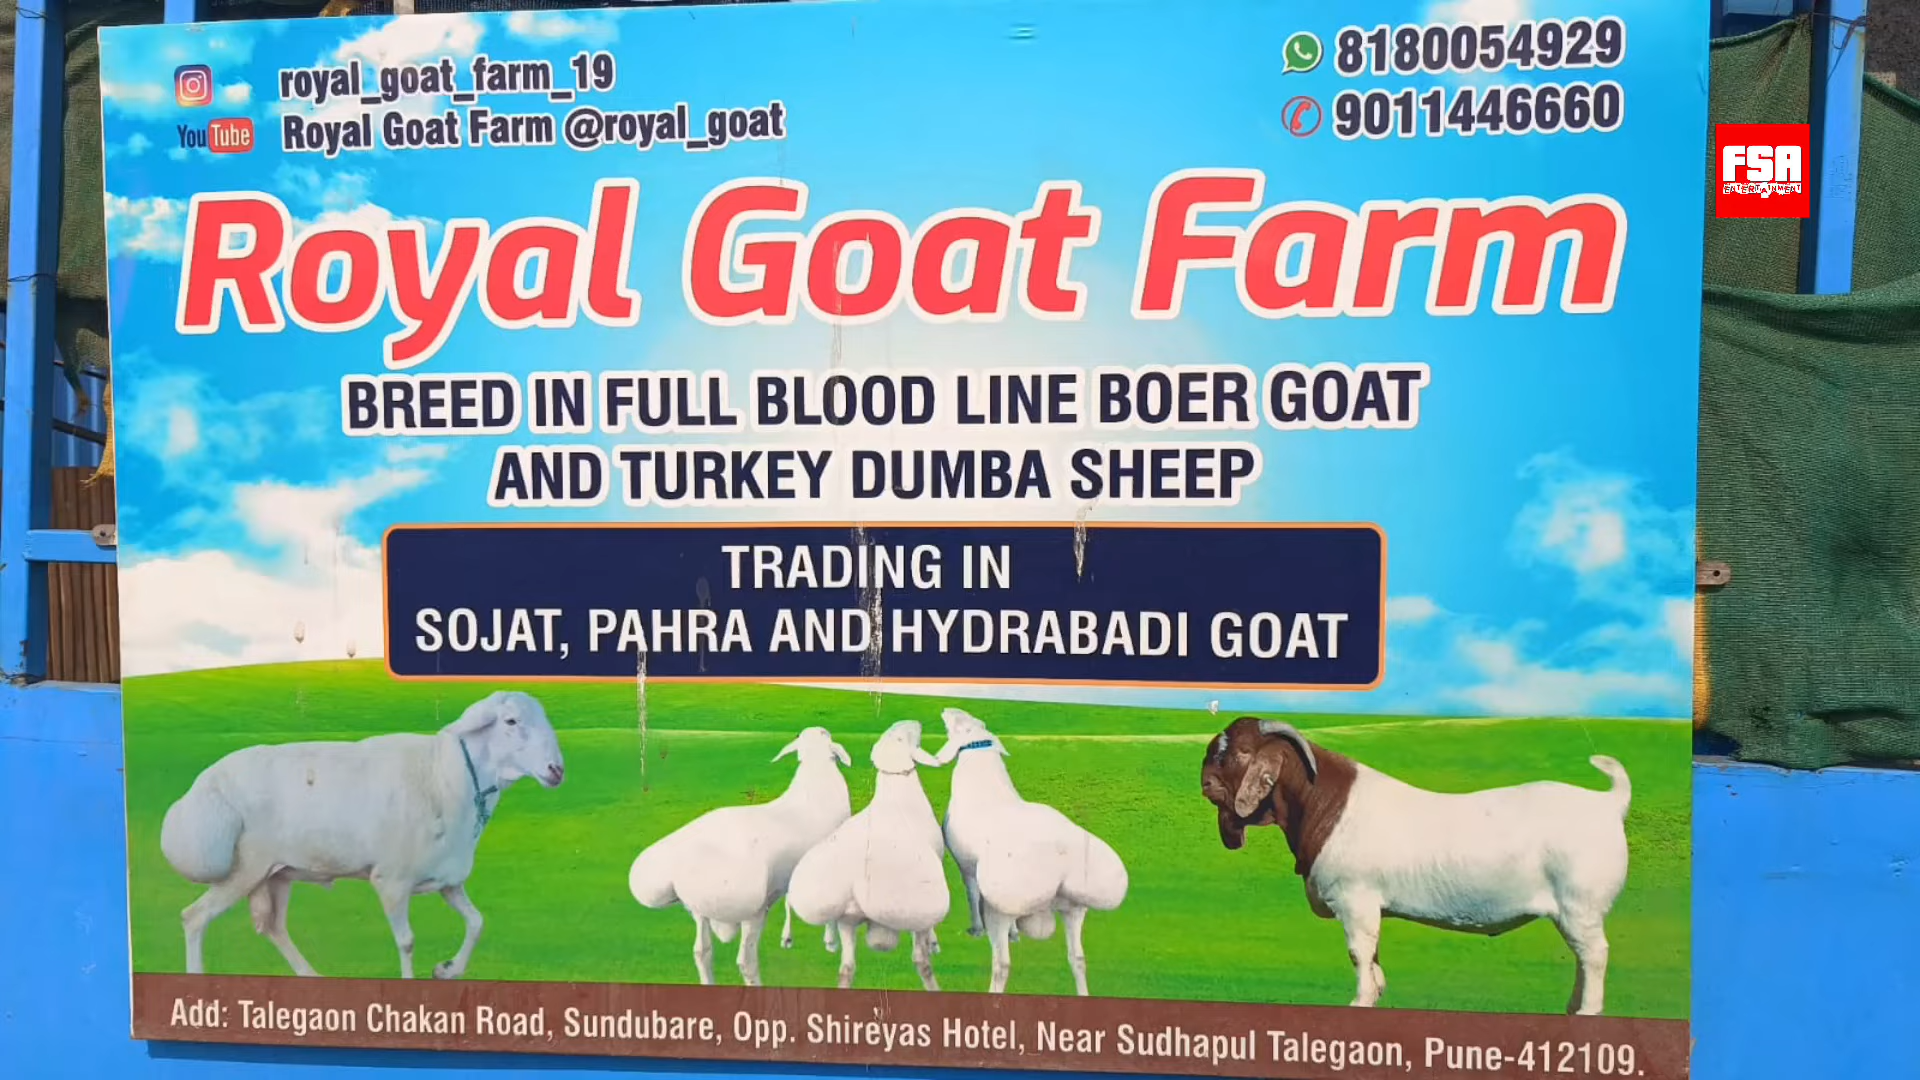 royal_goat_farm_19
YouTube Royal Goat Farm @royal_goat
8180054929
9011446660
FSA
ENTERTAINMENT
Royal Goat Farm
BREED IN FULL BLOOD LINE BOER GOAT
AND TURKEY DUMBA SHEEP
TRADING IN
SOJAT, PAHRA AND HYDRABADI GOAT
Add: Talegaon Chakan Road, Sundubare, Opp. Shireyas Hotel, Near Sudhapul Talegaon, Pune-412109.